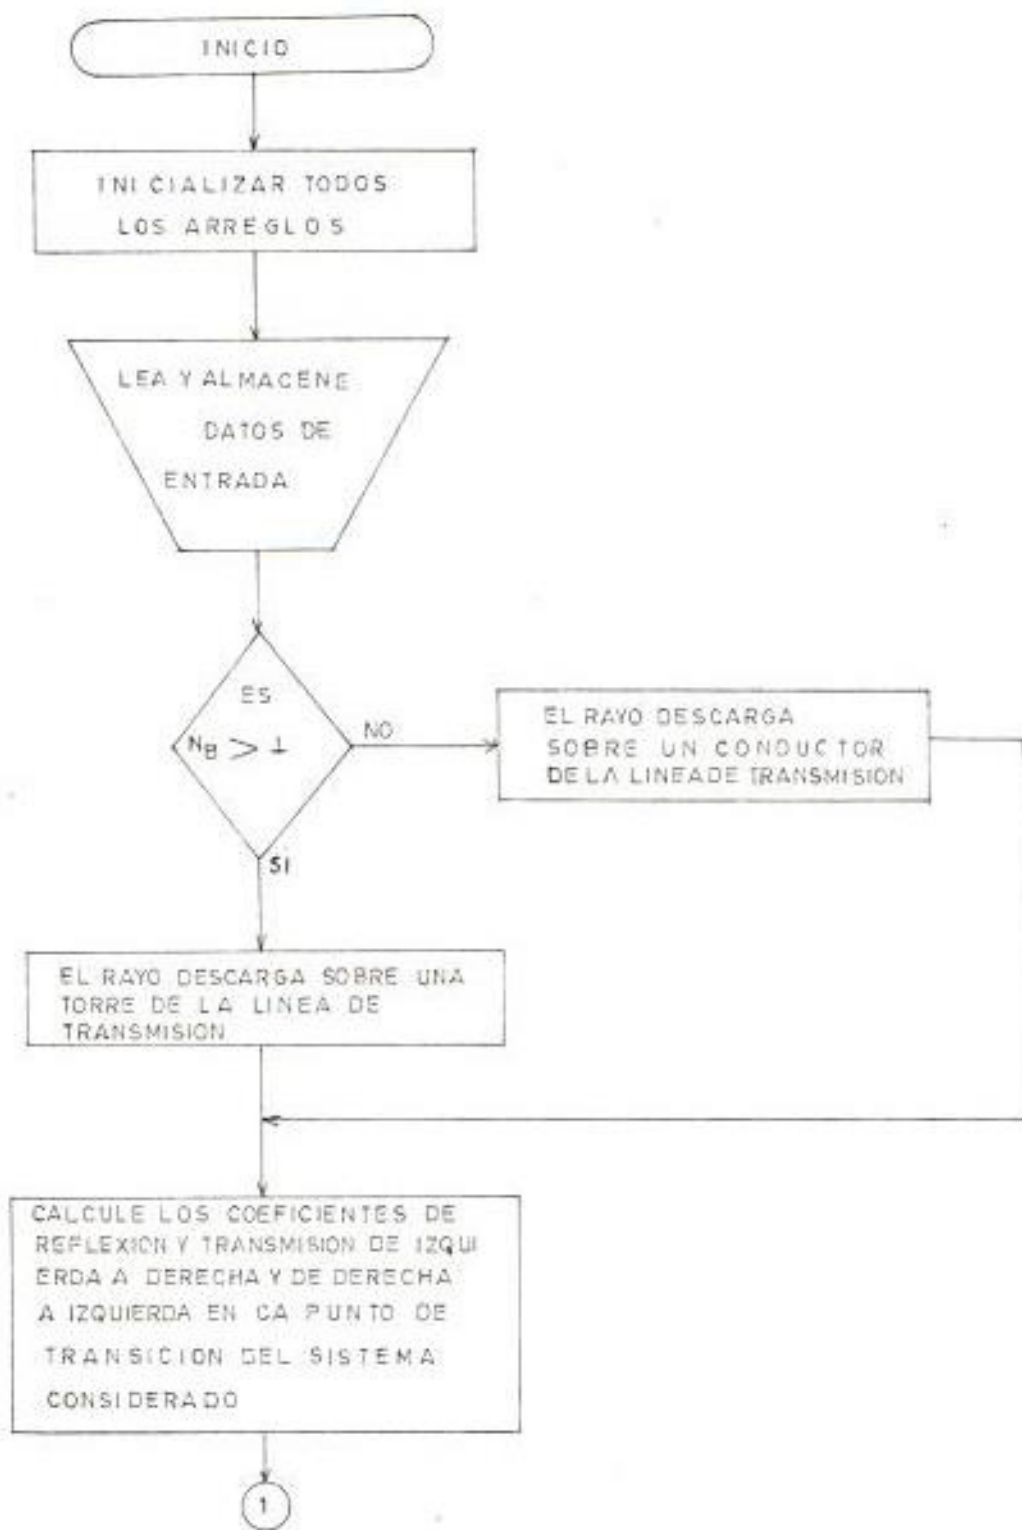 INICIO
INICIALIZAR TODOS
LOS ARREGLOS
LEA Y ALMACENE
DATOS DE
ENTRADA
ES
NB > 1
NO
EL RAYO DESCARGA
SOBRE UN CONDUCTOR
DE LA LINEA DE TRANSMISION
SI
EL RAYO DESCARGA SOBRE UNA
TORRE DE LA LINEA DE
TRANSMISION
CALCULE LOS COEFICIENTES DE
REFLEXION Y TRANSMISION DE IZQUI
ERDA A DERECHA Y DE DERECHA
A IZQUIERDA EN CA PUNTO DE
TRANSICION DEL SISTEMA
CONSIDERADO
1